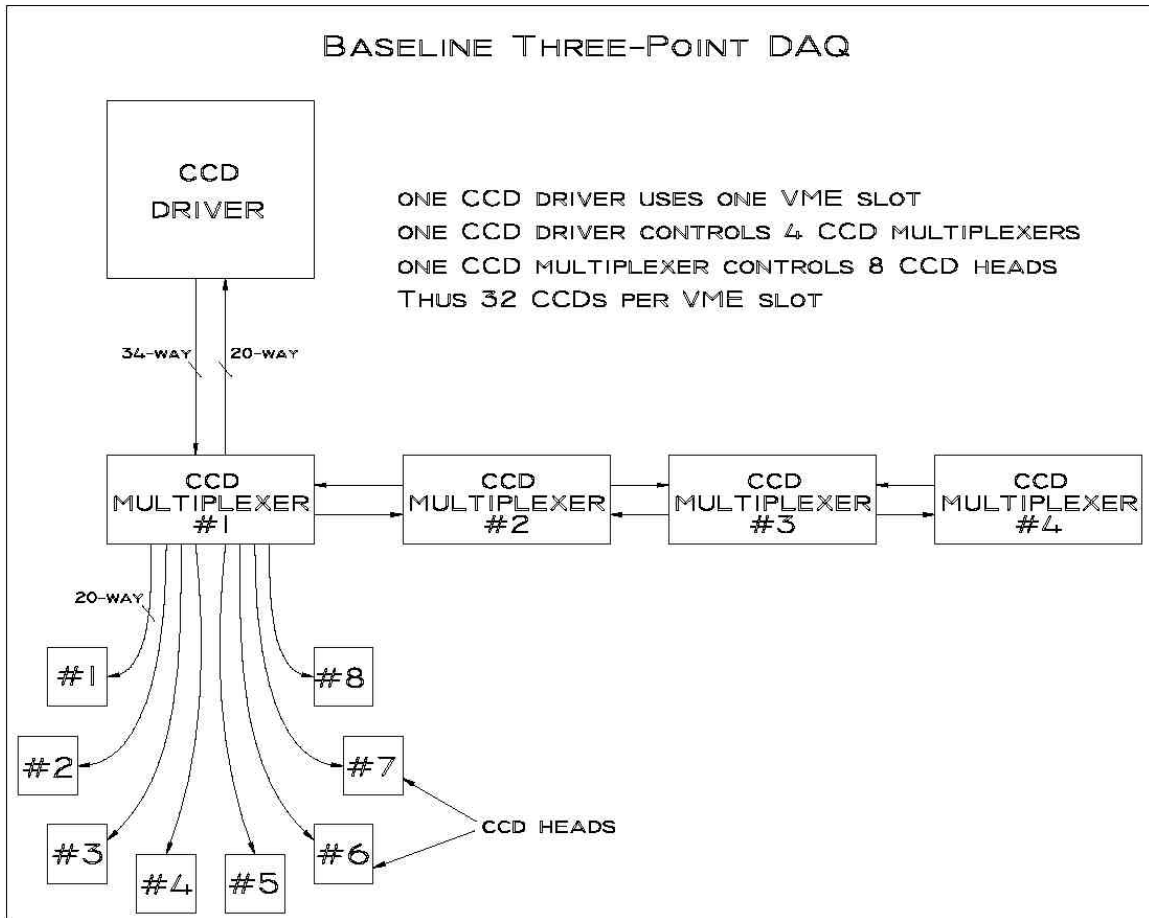 BASELINE THREE-POINT DAQ
CCD
DRIVER
ONE CCD DRIVER USES ONE VME SLOT
ONE CCD DRIVER CONTROLS 4 CCD MULTIPLEXERS
ONE CCD MULTIPLEXER CONTROLS 8 CCD HEADS
THUS 32 CCDS PER VME SLOT
34-WAY
20-WAY
CCD
MULTIPLEXER
#1
CCD
MULTIPLEXER
#2
CCD
MULTIPLEXER
#3
CCD
MULTIPLEXER
#4
20-WAY
#1
#8
#2
#7
#3
#6
CCD HEADS
#4
#5